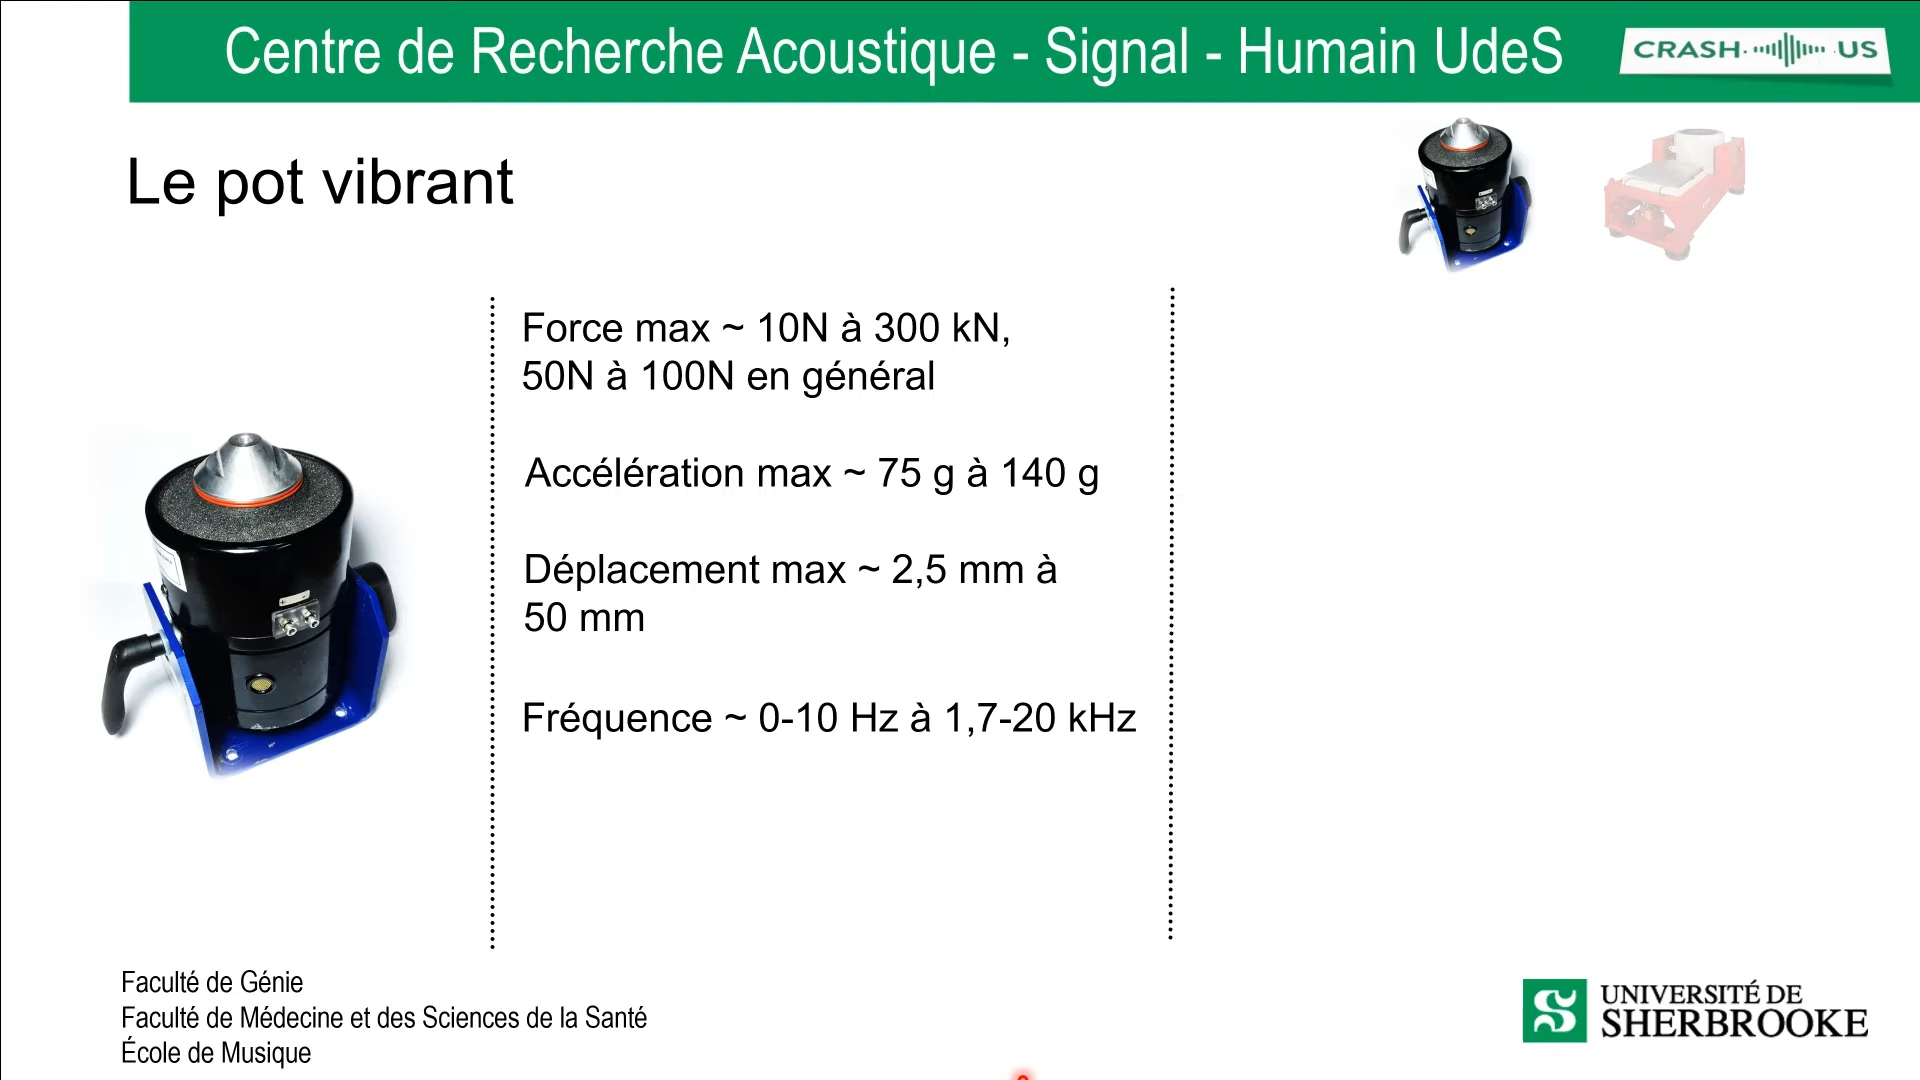 Centre de Recherche Acoustique - Signal - Humain UdeS
CRASH US
Le pot vibrant
Force max ~ 10N à 300 kN,
50N à 100N en général
Accélération max ~ 75 g à 140 g
Déplacement max ~ 2,5 mm à
50 mm
Fréquence ~ 0-10 Hz à 1,7-20 kHz
Faculté de Génie
Faculté de Médecine et des Sciences de la Santé
École de Musique
UNIVERSITÉ DE
SHERBROOKE